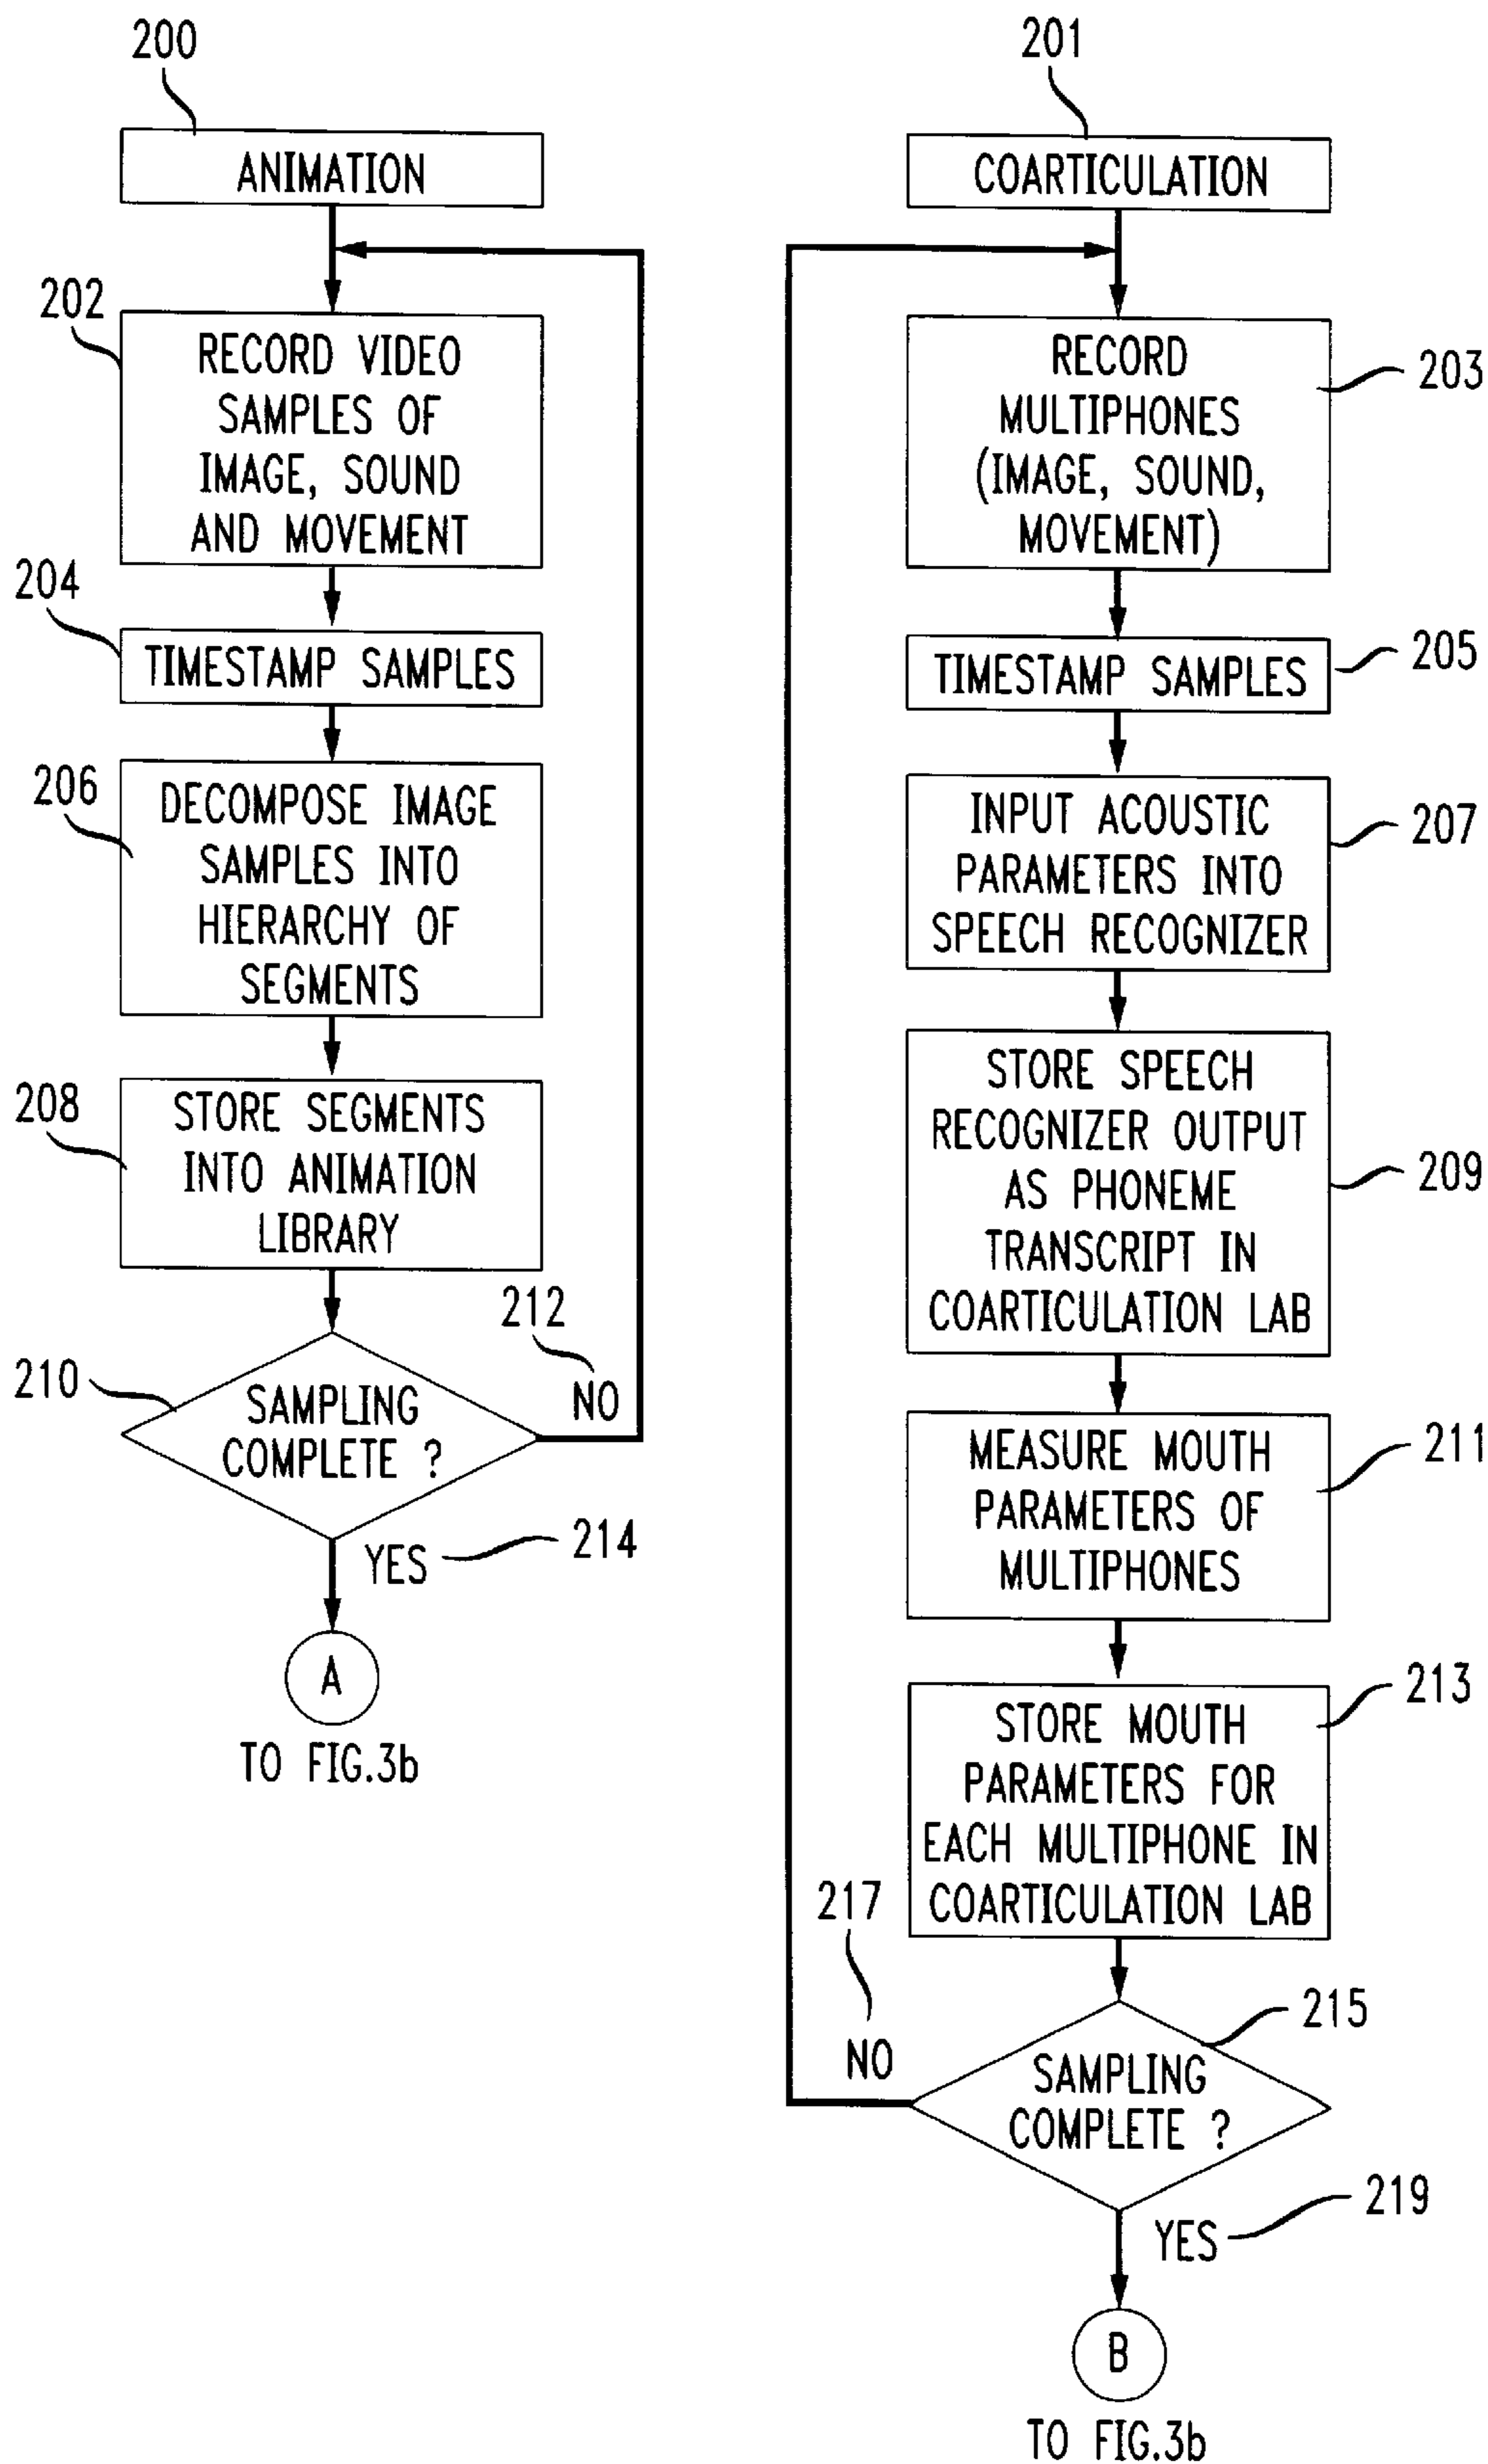 200
ANIMATION
202
RECORD VIDEO
SAMPLES OF
IMAGE, SOUND
AND MOVEMENT
204
TIMESTAMP SAMPLES
206
DECOMPOSE IMAGE
SAMPLES INTO
HIERARCHY OF
SEGMENTS
208
STORE SEGMENTS
INTO ANIMATION
LIBRARY
212
NO
210
SAMPLING
COMPLETE ?
YES
214
A
TO FIG.3b
201
COARTICULATION
RECORD
MULTIPHONES
(IMAGE, SOUND,
MOVEMENT)
203
TIMESTAMP SAMPLES
205
INPUT ACOUSTIC
PARAMETERS INTO
SPEECH RECOGNIZER
207
STORE SPEECH
RECOGNIZER OUTPUT
AS PHONEME
TRANSCRIPT IN
COARTICULATION LAB
209
MEASURE MOUTH
PARAMETERS OF
MULTIPHONES
211
STORE MOUTH
PARAMETERS FOR
EACH MULTIPHONE IN
COARTICULATION LAB
213
217
NO
215
SAMPLING
COMPLETE ?
219
YES
B
TO FIG.3b